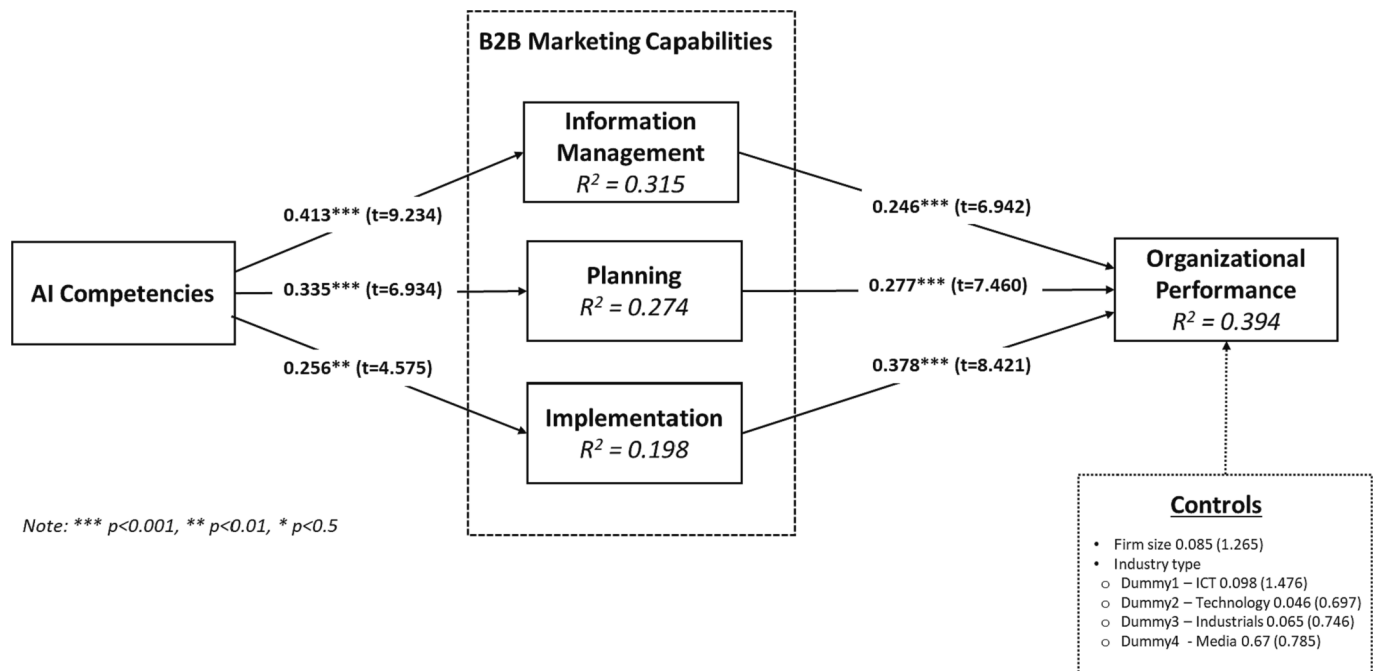 B2B Marketing Capabilities
Information
Management
R² = 0.315
0.413*** (t=9.234)
0.246*** (t=6.942)
AI Competencies
0.335*** (t=6.934)
Planning
R² = 0.274
0.277*** (t=7.460)
Organizational
Performance
R² = 0.394
0.256** (t=4.575)
0.378*** (t=8.421)
Implementation
R² = 0.198
Note: *** p<0.001, ** p<0.01, * p<0.5
Controls
• Firm size 0.085 (1.265)
• Industry type
o Dummy1 – ICT 0.098 (1.476)
o Dummy2 – Technology 0.046 (0.697)
o Dummy3 – Industrials 0.065 (0.746)
o Dummy4 - Media 0.67 (0.785)